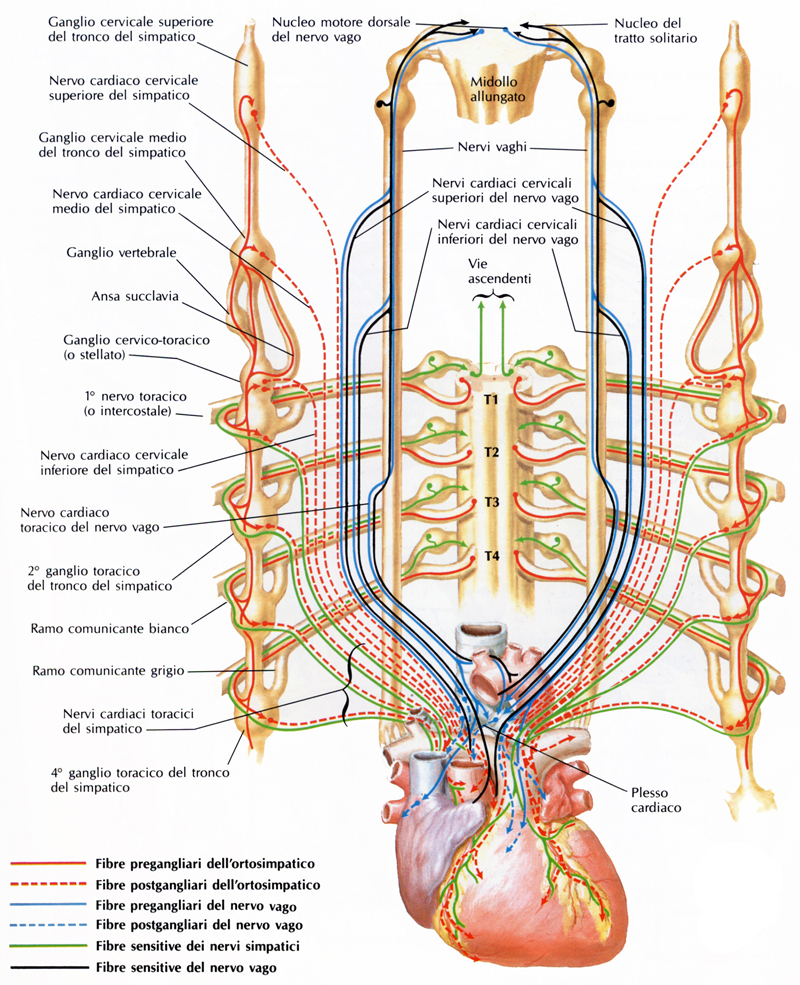 Ganglio cervicale superiore
del tronco del simpatico
Nucleo motore dorsale
del nervo vago
Nucleo del
tratto solitario
Nervo cardiaco cervicale
superiore del simpatico
Midollo
allungato
Ganglio cervicale medio
del tronco del simpatico
Nervi vaghi
Nervo cardiaco cervicale
medio del simpatico
Nervi cardiaci cervicali
superiori del nervo vago
Nervi cardiaci cervicali
inferiori del nervo vago
Ganglio vertebrale
Vie
ascendenti
Ansa succlavia
Ganglio cervico-toracico
(o stellato)
1° nervo toracico
(o intercostale)
T1
Nervo cardiaco cervicale
inferiore del simpatico
T2
Nervo cardiaco
toracico del nervo vago
T3
T4
2° ganglio toracico
del tronco del simpatico
Ramo comunicante bianco
Ramo comunicante grigio
Nervi cardiaci toracici
del simpatico
4° ganglio toracico del tronco
del simpatico
Plesso
cardiaco
Fibre pregangliari dell'ortosimpatico
Fibre postgangliari dell'ortosimpatico
Fibre pregangliari del nervo vago
Fibre postgangliari del nervo vago
Fibre sensitive dei nervi simpatici
Fibre sensitive del nervo vago